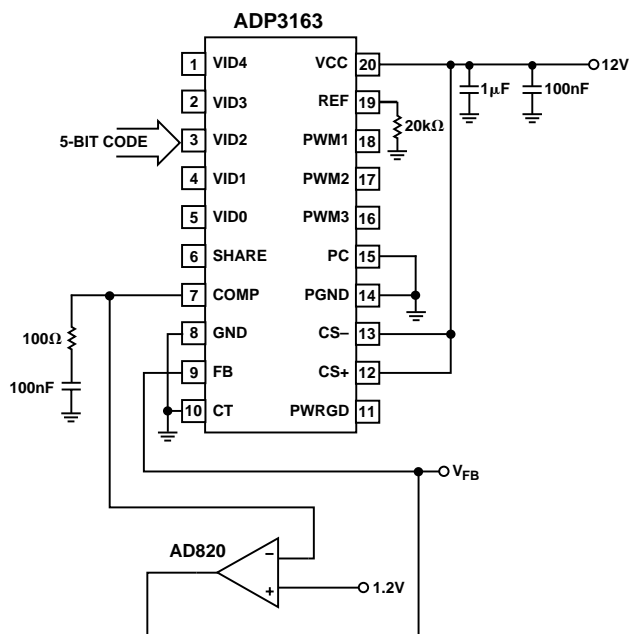 ADP3163
1 VID4 VCC 20 12V
2 VID3 REF 19 1μF 100nF
20kΩ
5-BIT CODE 3 VID2 PWM1 18
4 VID1 PWM2 17
5 VID0 PWM3 16
6 SHARE PC 15
7 COMP PGND 14
100Ω 8 GND CS– 13
100nF 9 FB CS+ 12
10 CT PWRGD 11
VFB
AD820
–
+ 1.2V